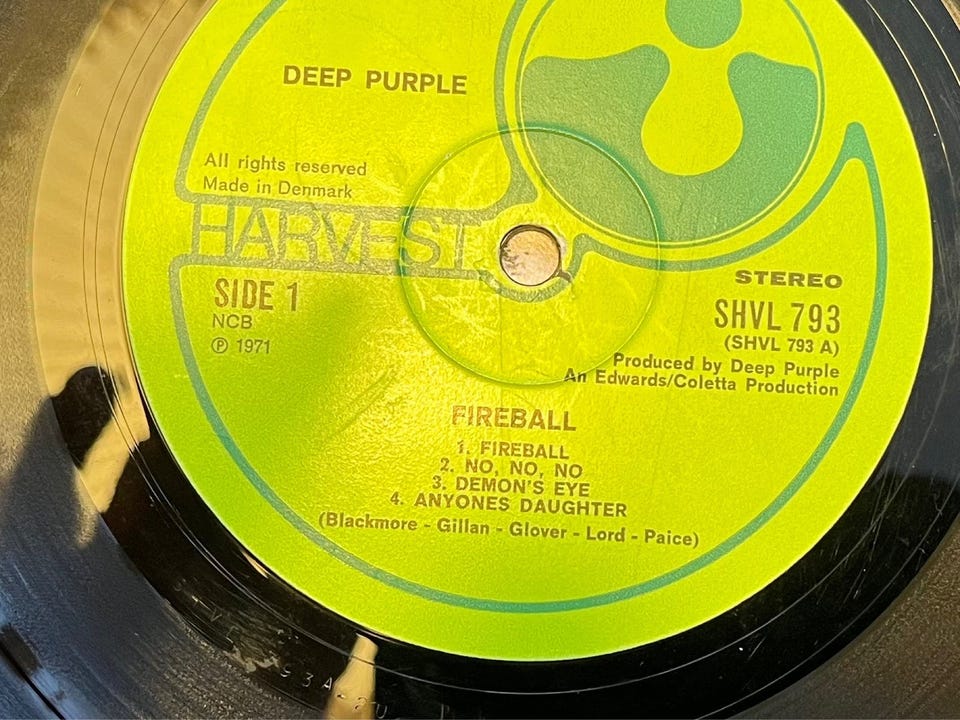 DEEP PURPLE
All rights reserved
Made in Denmark
HARVEST
STEREO
SIDE 1
NCB
℗ 1971
SHVL 793
(SHVL 793 A)
Produced by Deep Purple
An Edwards/Coletta Production
FIREBALL
1. FIREBALL
2. NO, NO, NO
3. DEMON'S EYE
4. ANYONES DAUGHTER
(Blackmore - Gillan - Glover - Lord - Paice)